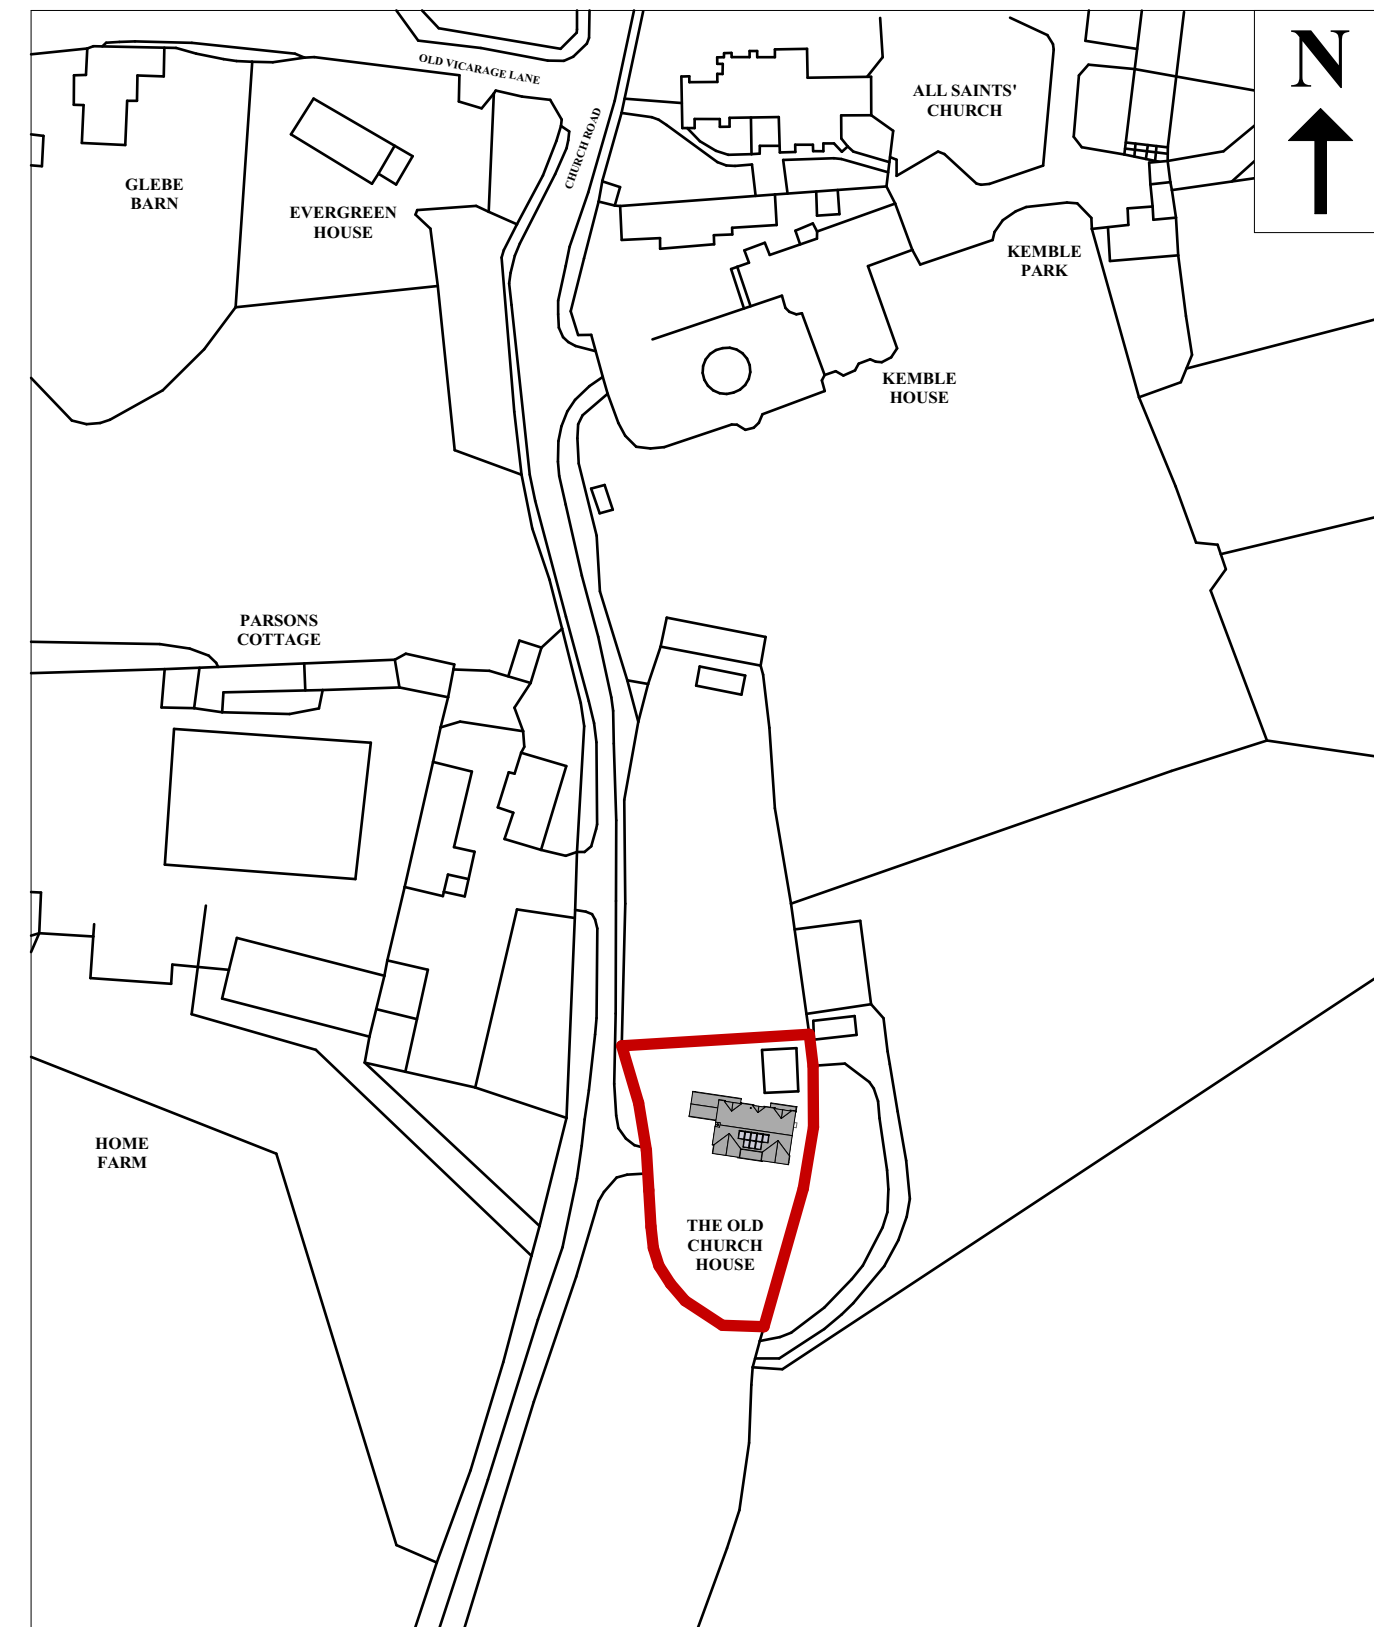 OLD VICARAGE LANE
CHURCH ROAD
ALL SAINTS'
CHURCH
N
GLEBE
BARN
EVERGREEN
HOUSE
KEMBLE
PARK
KEMBLE
HOUSE
PARSONS
COTTAGE
HOME
FARM
THE OLD
CHURCH
HOUSE